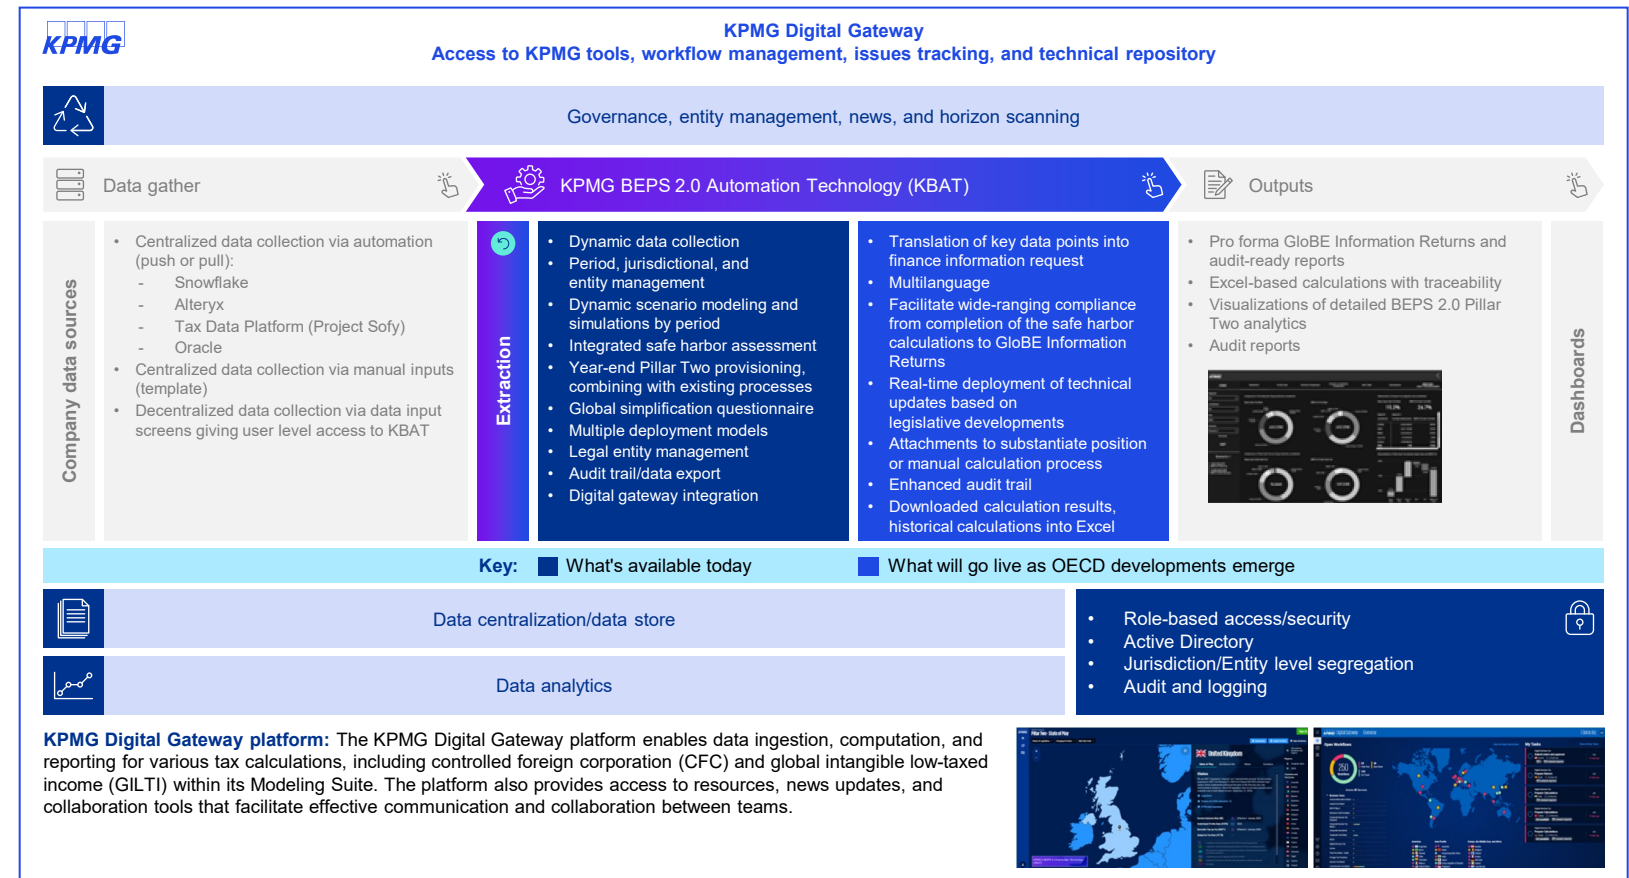 KPMG
KPMG Digital Gateway
Access to KPMG tools, workflow management, issues tracking, and technical repository
Governance, entity management, news, and horizon scanning
Data gather
KPMG BEPS 2.0 Automation Technology (KBAT)
Outputs
Company data sources
• Centralized data collection via automation
(push or pull):
- Snowflake
- Alteryx
- Tax Data Platform (Project Sofy)
- Oracle
• Centralized data collection via manual inputs
(template)
• Decentralized data collection via data input
screens giving user level access to KBAT
Extraction
• Dynamic data collection
• Period, jurisdictional, and
entity management
• Dynamic scenario modeling and
simulations by period
• Integrated safe harbor assessment
• Year-end Pillar Two provisioning,
combining with existing processes
• Global simplification questionnaire
• Multiple deployment models
• Legal entity management
• Audit trail/data export
• Digital gateway integration
• Translation of key data points into
finance information request
• Multilanguage
• Facilitate wide-ranging compliance
from completion of the safe harbor
calculations to GloBE Information
Returns
• Real-time deployment of technical
updates based on
legislative developments
• Attachments to substantiate position
or manual calculation process
• Enhanced audit trail
• Downloaded calculation results,
historical calculations into Excel
• Pro forma GloBE Information Returns and
audit-ready reports
• Excel-based calculations with traceability
• Visualizations of detailed BEPS 2.0 Pillar
Two analytics
• Audit reports
Dashboards
Key:
What's available today
What will go live as OECD developments emerge
Data centralization/data store
Data analytics
• Role-based access/security
• Active Directory
• Jurisdiction/Entity level segregation
• Audit and logging
KPMG Digital Gateway platform: The KPMG Digital Gateway platform enables data ingestion, computation, and
reporting for various tax calculations, including controlled foreign corporation (CFC) and global intangible low-taxed
income (GILTI) within its Modeling Suite. The platform also provides access to resources, news updates, and
collaboration tools that facilitate effective communication and collaboration between teams.
Pillar Two - State of Play
United Kingdom
Open Workflows
250
My Tasks